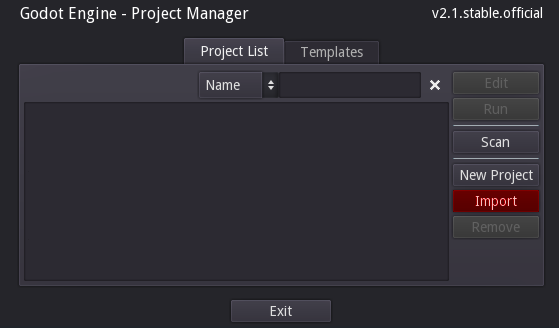 Godot Engine - Project Manager
v2.1.stable.official
Project List
Templates
Name
Edit
Run
Scan
New Project
Import
Remove
Exit